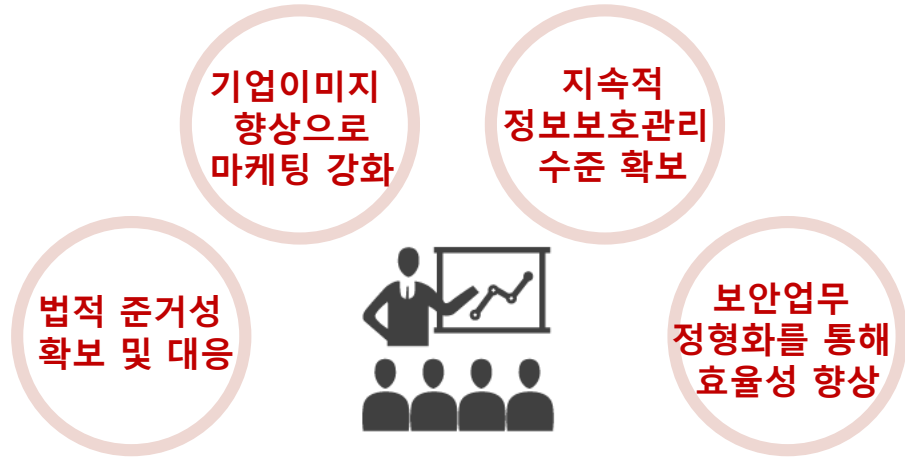 기업이미지
향상으로
마케팅 강화
지속적
정보보호관리
수준 확보
법적 준거성
확보 및 대응
보안업무
정형화를 통해
효율성 향상